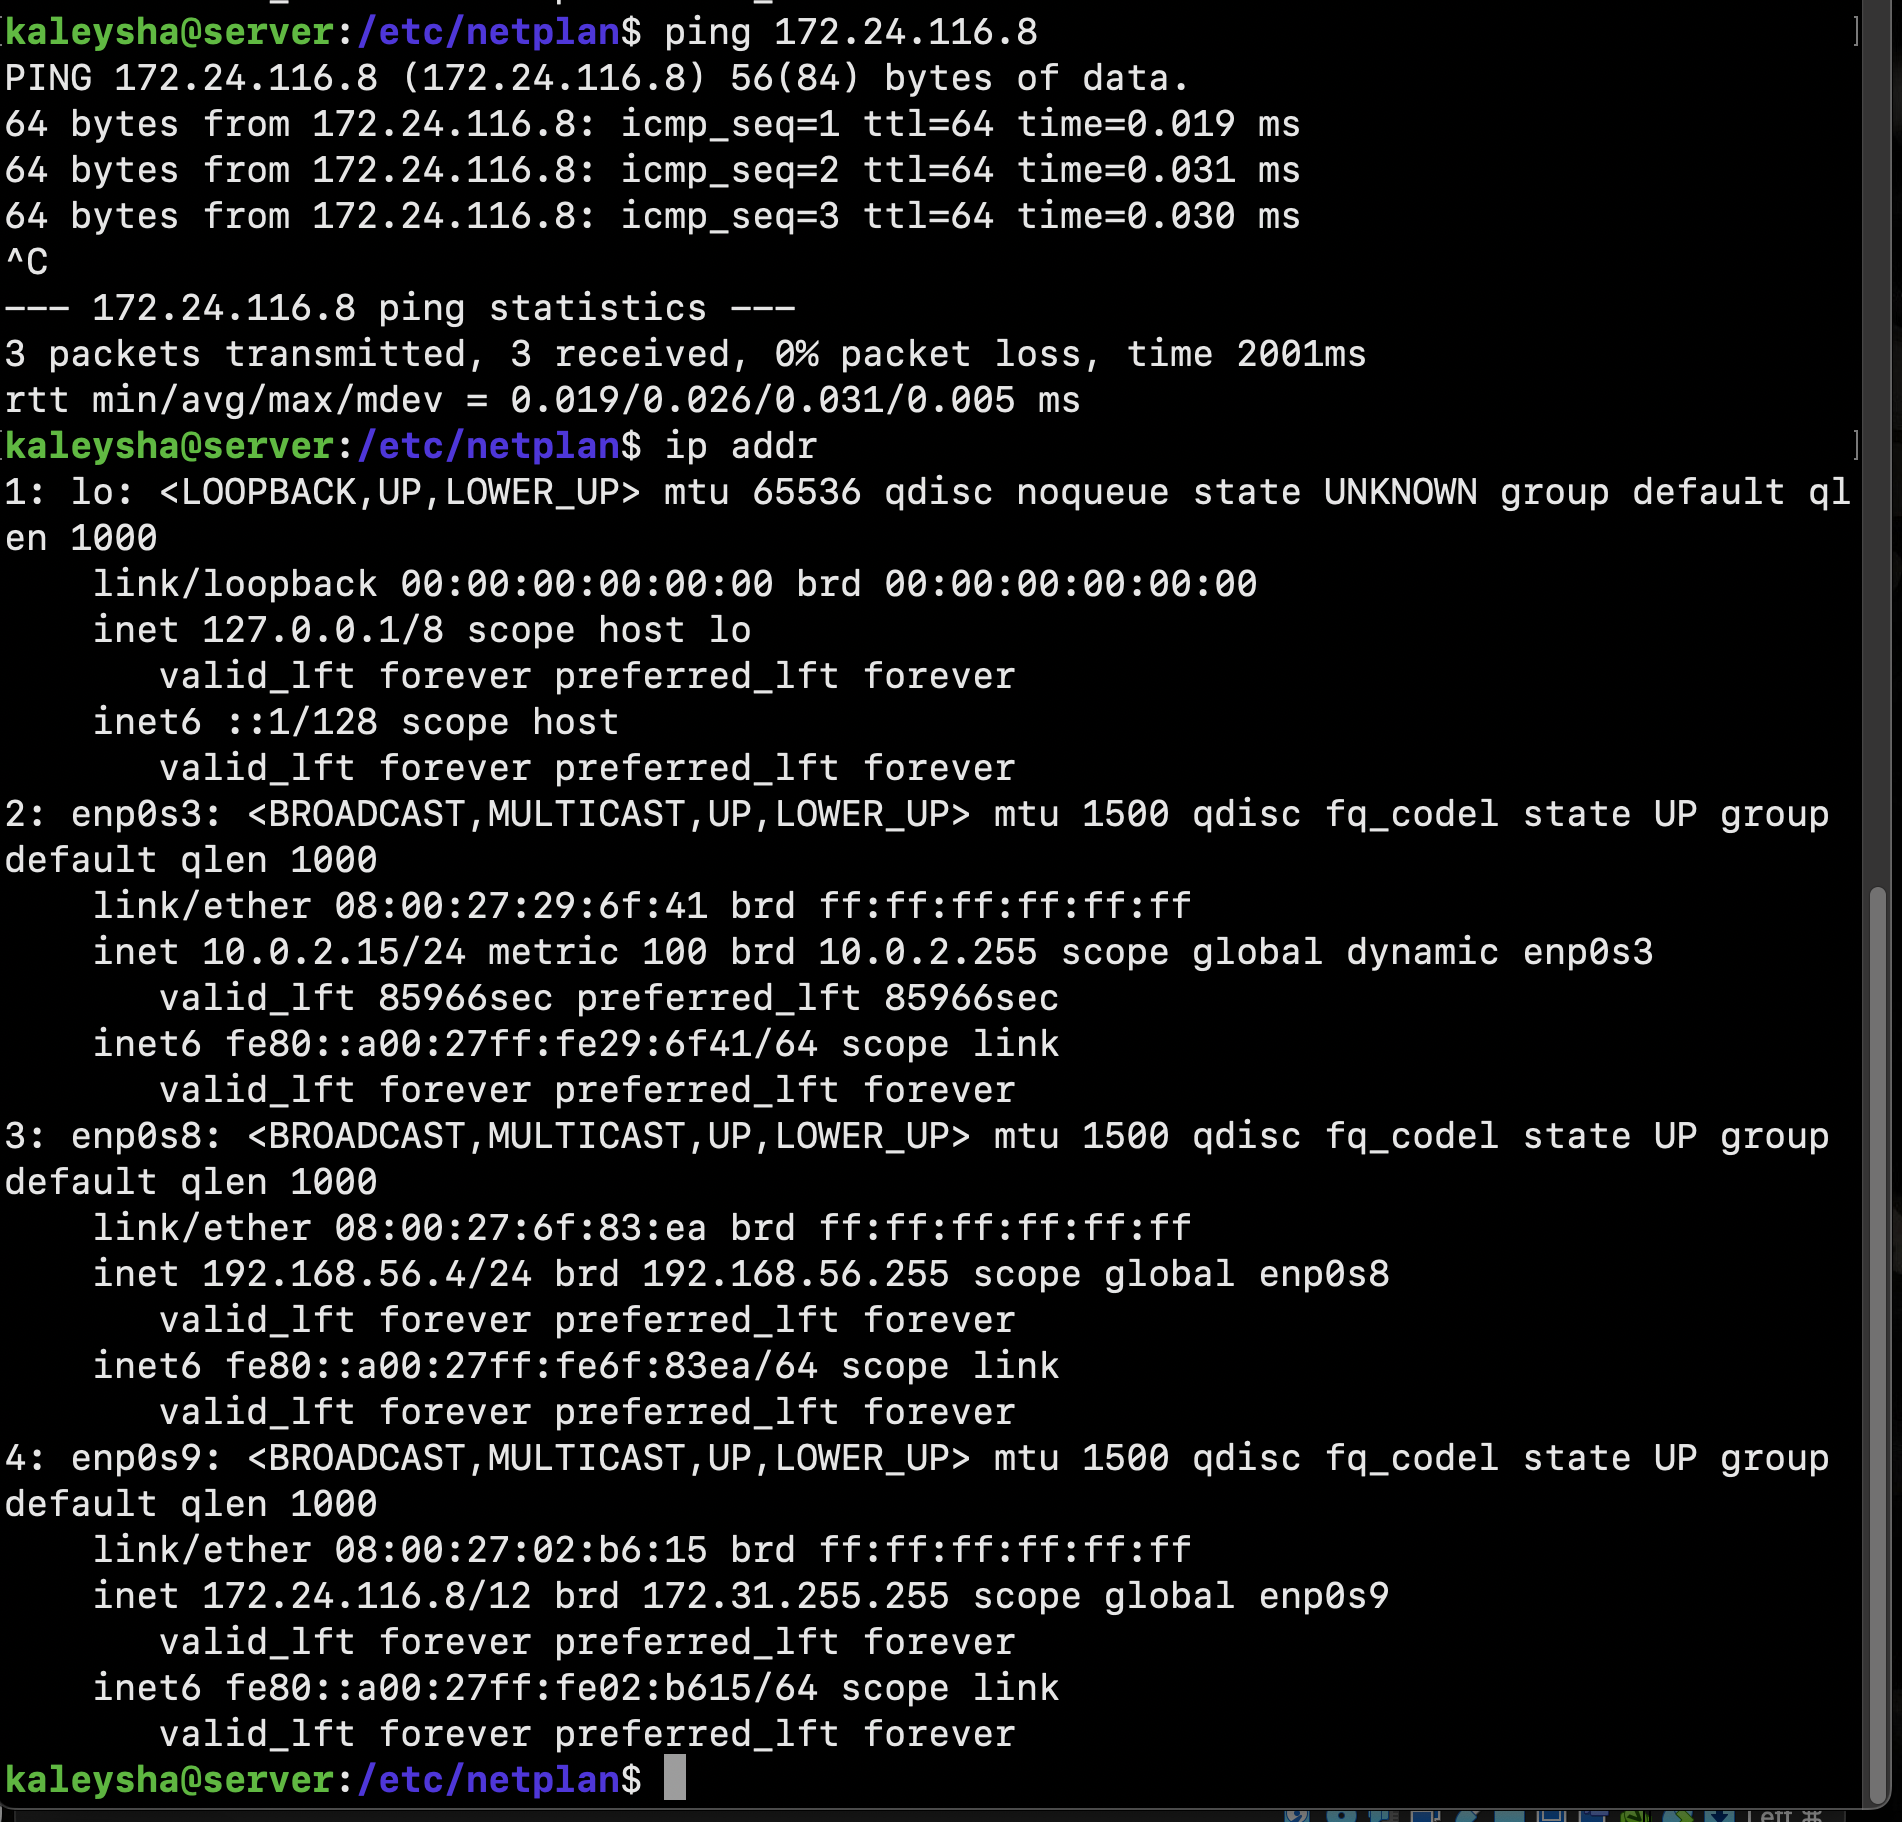 kaleysha@server:/etc/netplan$ ping 172.24.116.8
PING 172.24.116.8 (172.24.116.8) 56(84) bytes of data.
64 bytes from 172.24.116.8: icmp_seq=1 ttl=64 time=0.019 ms
64 bytes from 172.24.116.8: icmp_seq=2 ttl=64 time=0.031 ms
64 bytes from 172.24.116.8: icmp_seq=3 ttl=64 time=0.030 ms
^C
--- 172.24.116.8 ping statistics ---
3 packets transmitted, 3 received, 0% packet loss, time 2001ms
rtt min/avg/max/mdev = 0.019/0.026/0.031/0.005 ms
kaleysha@server:/etc/netplan$ ip addr
1: lo: <LOOPBACK,UP,LOWER_UP> mtu 65536 qdisc noqueue state UNKNOWN group default ql
en 1000
    link/loopback 00:00:00:00:00:00 brd 00:00:00:00:00:00
    inet 127.0.0.1/8 scope host lo
       valid_lft forever preferred_lft forever
    inet6 ::1/128 scope host
       valid_lft forever preferred_lft forever
2: enp0s3: <BROADCAST,MULTICAST,UP,LOWER_UP> mtu 1500 qdisc fq_codel state UP group
default qlen 1000
    link/ether 08:00:27:29:6f:41 brd ff:ff:ff:ff:ff:ff
    inet 10.0.2.15/24 metric 100 brd 10.0.2.255 scope global dynamic enp0s3
       valid_lft 85966sec preferred_lft 85966sec
    inet6 fe80::a00:27ff:fe29:6f41/64 scope link
       valid_lft forever preferred_lft forever
3: enp0s8: <BROADCAST,MULTICAST,UP,LOWER_UP> mtu 1500 qdisc fq_codel state UP group
default qlen 1000
    link/ether 08:00:27:6f:83:ea brd ff:ff:ff:ff:ff:ff
    inet 192.168.56.4/24 brd 192.168.56.255 scope global enp0s8
       valid_lft forever preferred_lft forever
    inet6 fe80::a00:27ff:fe6f:83ea/64 scope link
       valid_lft forever preferred_lft forever
4: enp0s9: <BROADCAST,MULTICAST,UP,LOWER_UP> mtu 1500 qdisc fq_codel state UP group
default qlen 1000
    link/ether 08:00:27:02:b6:15 brd ff:ff:ff:ff:ff:ff
    inet 172.24.116.8/12 brd 172.31.255.255 scope global enp0s9
       valid_lft forever preferred_lft forever
    inet6 fe80::a00:27ff:fe02:b615/64 scope link
       valid_lft forever preferred_lft forever
kaleysha@server:/etc/netplan$
Left ⌘